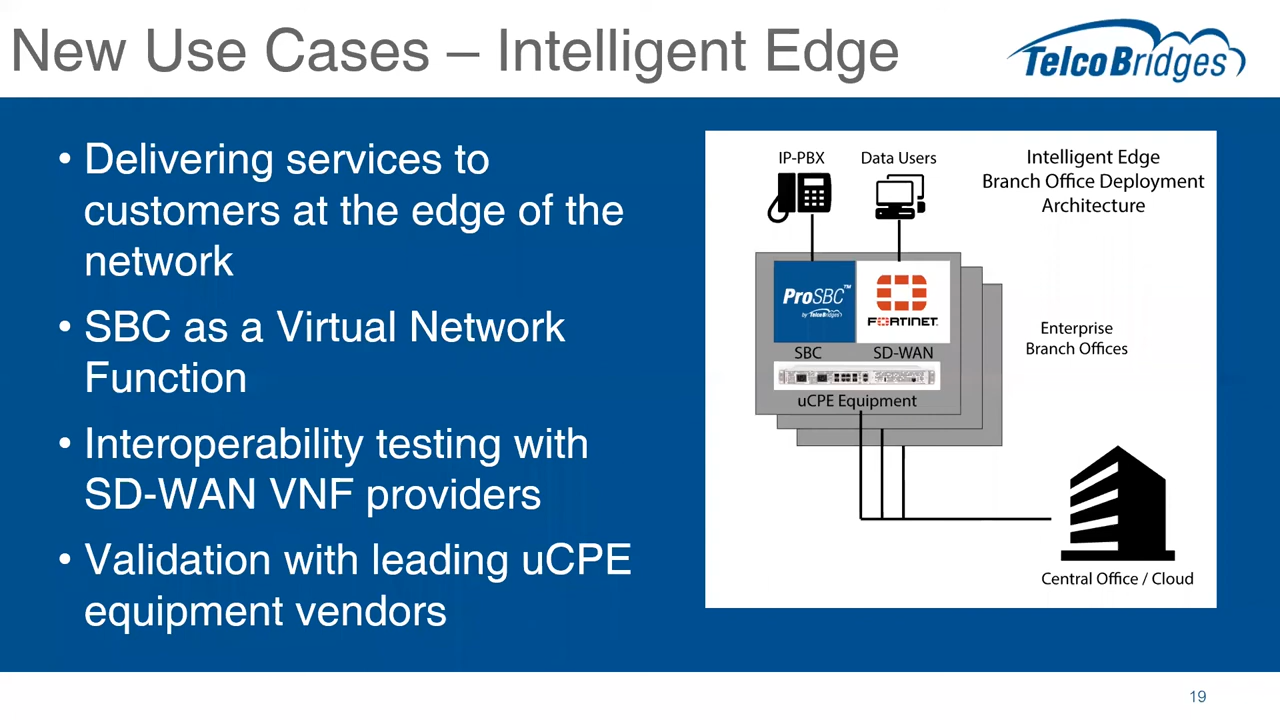 New Use Cases – Intelligent Edge
TelcoBridges
• Delivering services to
customers at the edge of the
network
• SBC as a Virtual Network
Function
• Interoperability testing with
SD-WAN VNF providers
• Validation with leading uCPE
equipment vendors
IP-PBX
Data Users
Intelligent Edge
Branch Office Deployment
Architecture
ProSBC™
by TelcoBridges
FORTINET
SBC
SD-WAN
uCPE Equipment
Enterprise
Branch Offices
Central Office / Cloud
19